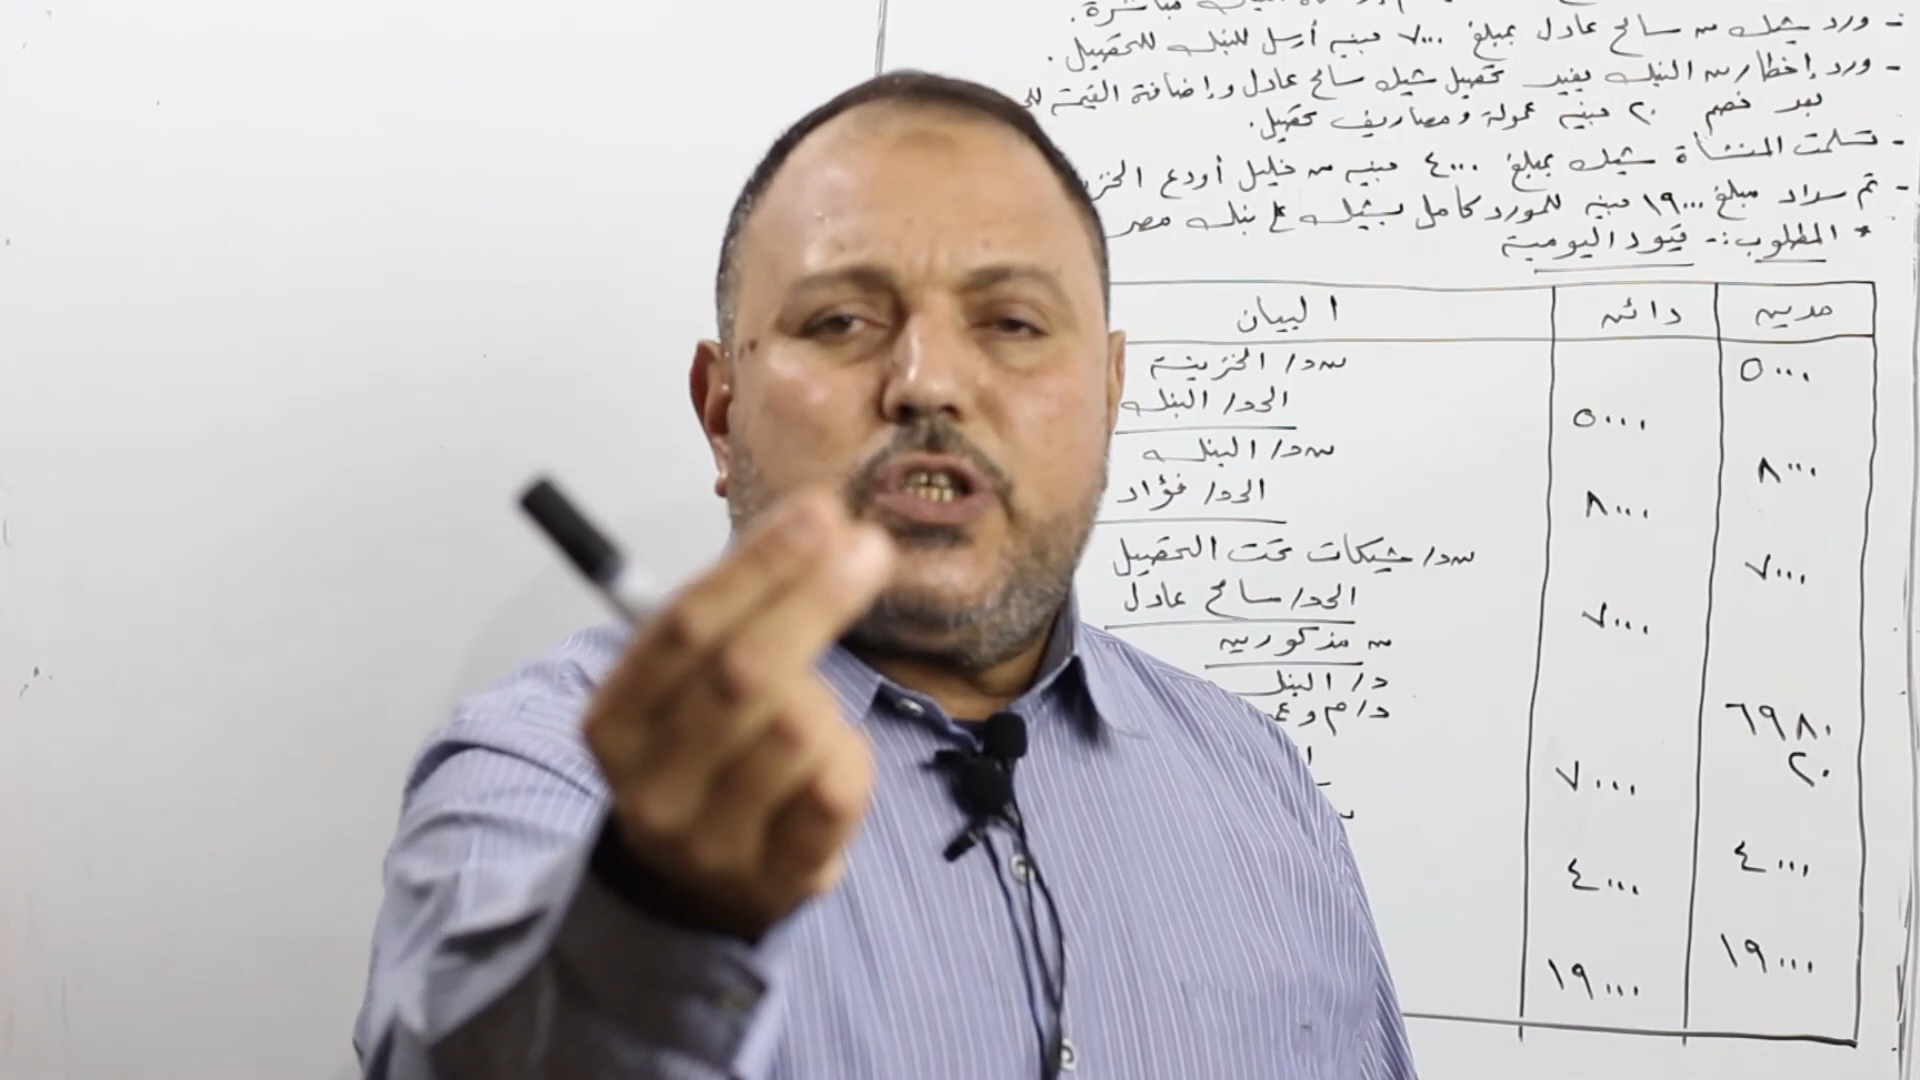 - ورد شيك من سامح عادل بمبلغ ٧٠٠٠ جنيه أرسل للبنك للتحصيل.
- ورد إخطار من البنك يفيد تحصيل شيك سامح عادل وإضافة القيمة
بعد خصم ٢٠ جنيه عمولة ومصاريف تحصيل.
- تسلمت المنشأة شيك بمبلغ ٤٠٠٠ جنيه من خليل أودع
- تم سداد مبلغ ١٩٠٠٠ جنيه للمورد كامل بشيك على بنك مصر
* المطلوب:- قيود اليومية
مدين دائن البيان
٥٠٠٠ من ح/ الخزينة
٥٠٠٠ إلى ح/ البنك
٨٠٠٠ من ح/ البنك
٨٠٠٠ إلى ح/ فؤاد
٧٠٠٠ من ح/ شيكات تحت التحصيل
٧٠٠٠ إلى ح/ سامح عادل
من مذكورين
٦٩٨٠ ح/ البنك
٢٠ ح/ م و
٧٠٠٠
٤٠٠٠
٤٠٠٠
١٩٠٠٠
١٩٠٠٠